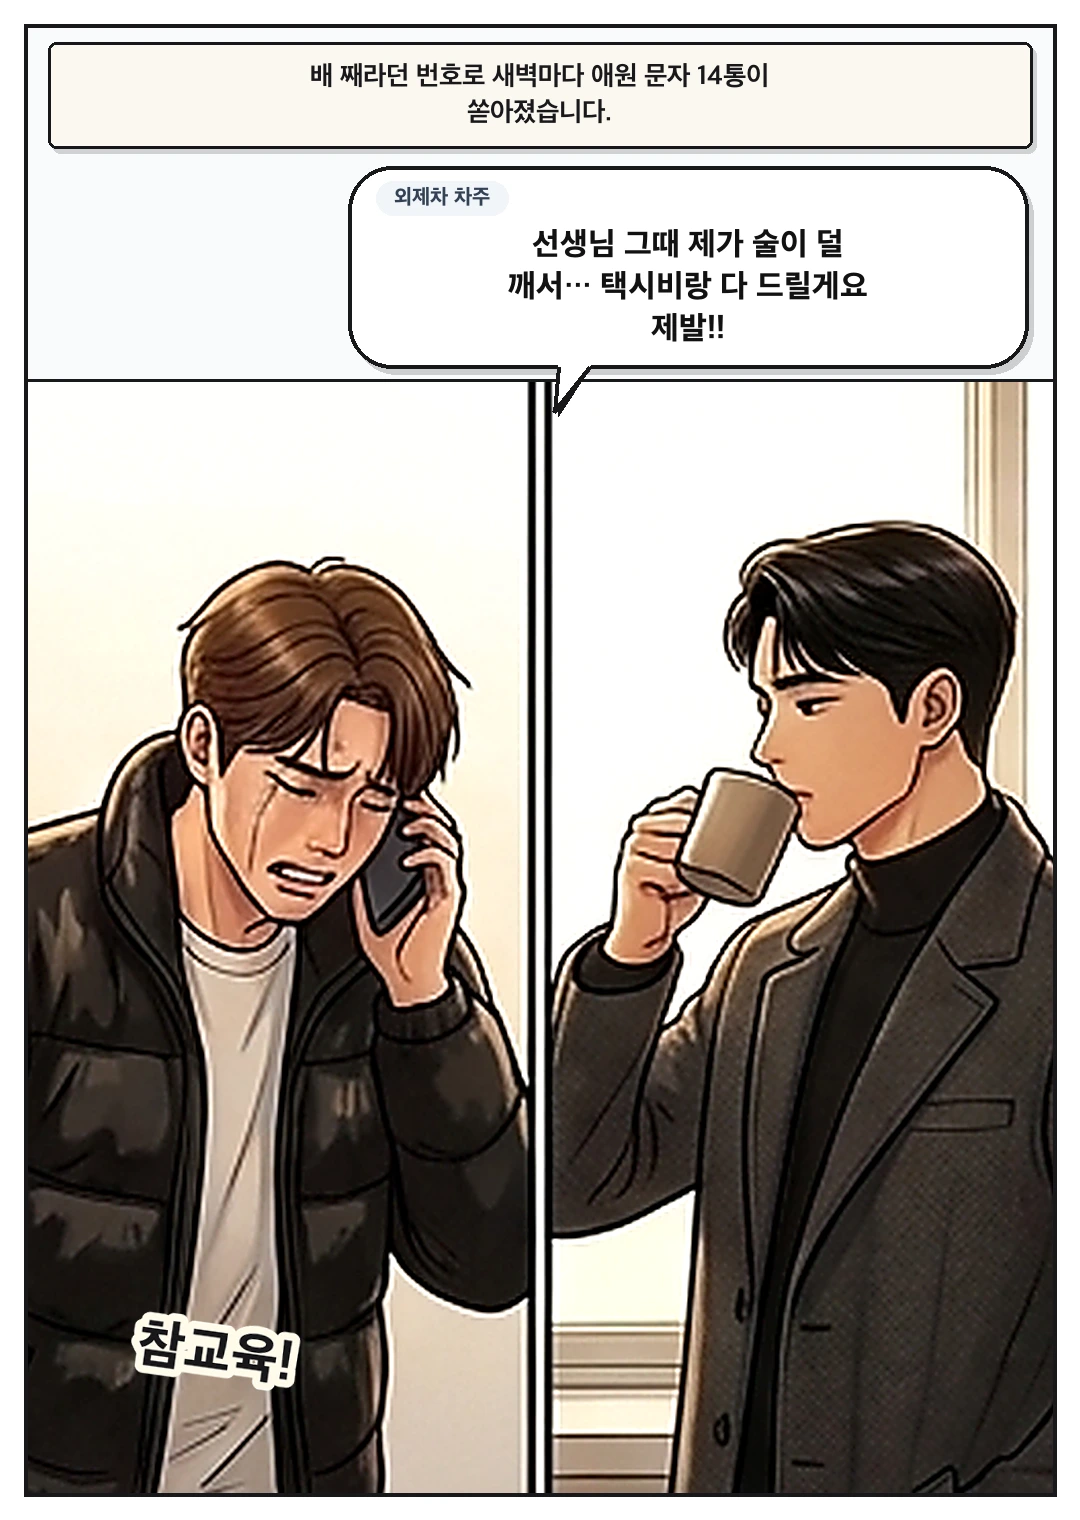 배 째라던 번호로 새벽마다 애원 문자 14통이
쏟아졌습니다.
외제차 차주
선생님 그때 제가 술이 덜
깨서… 택시비랑 다 드릴게요
제발!!
참교육!